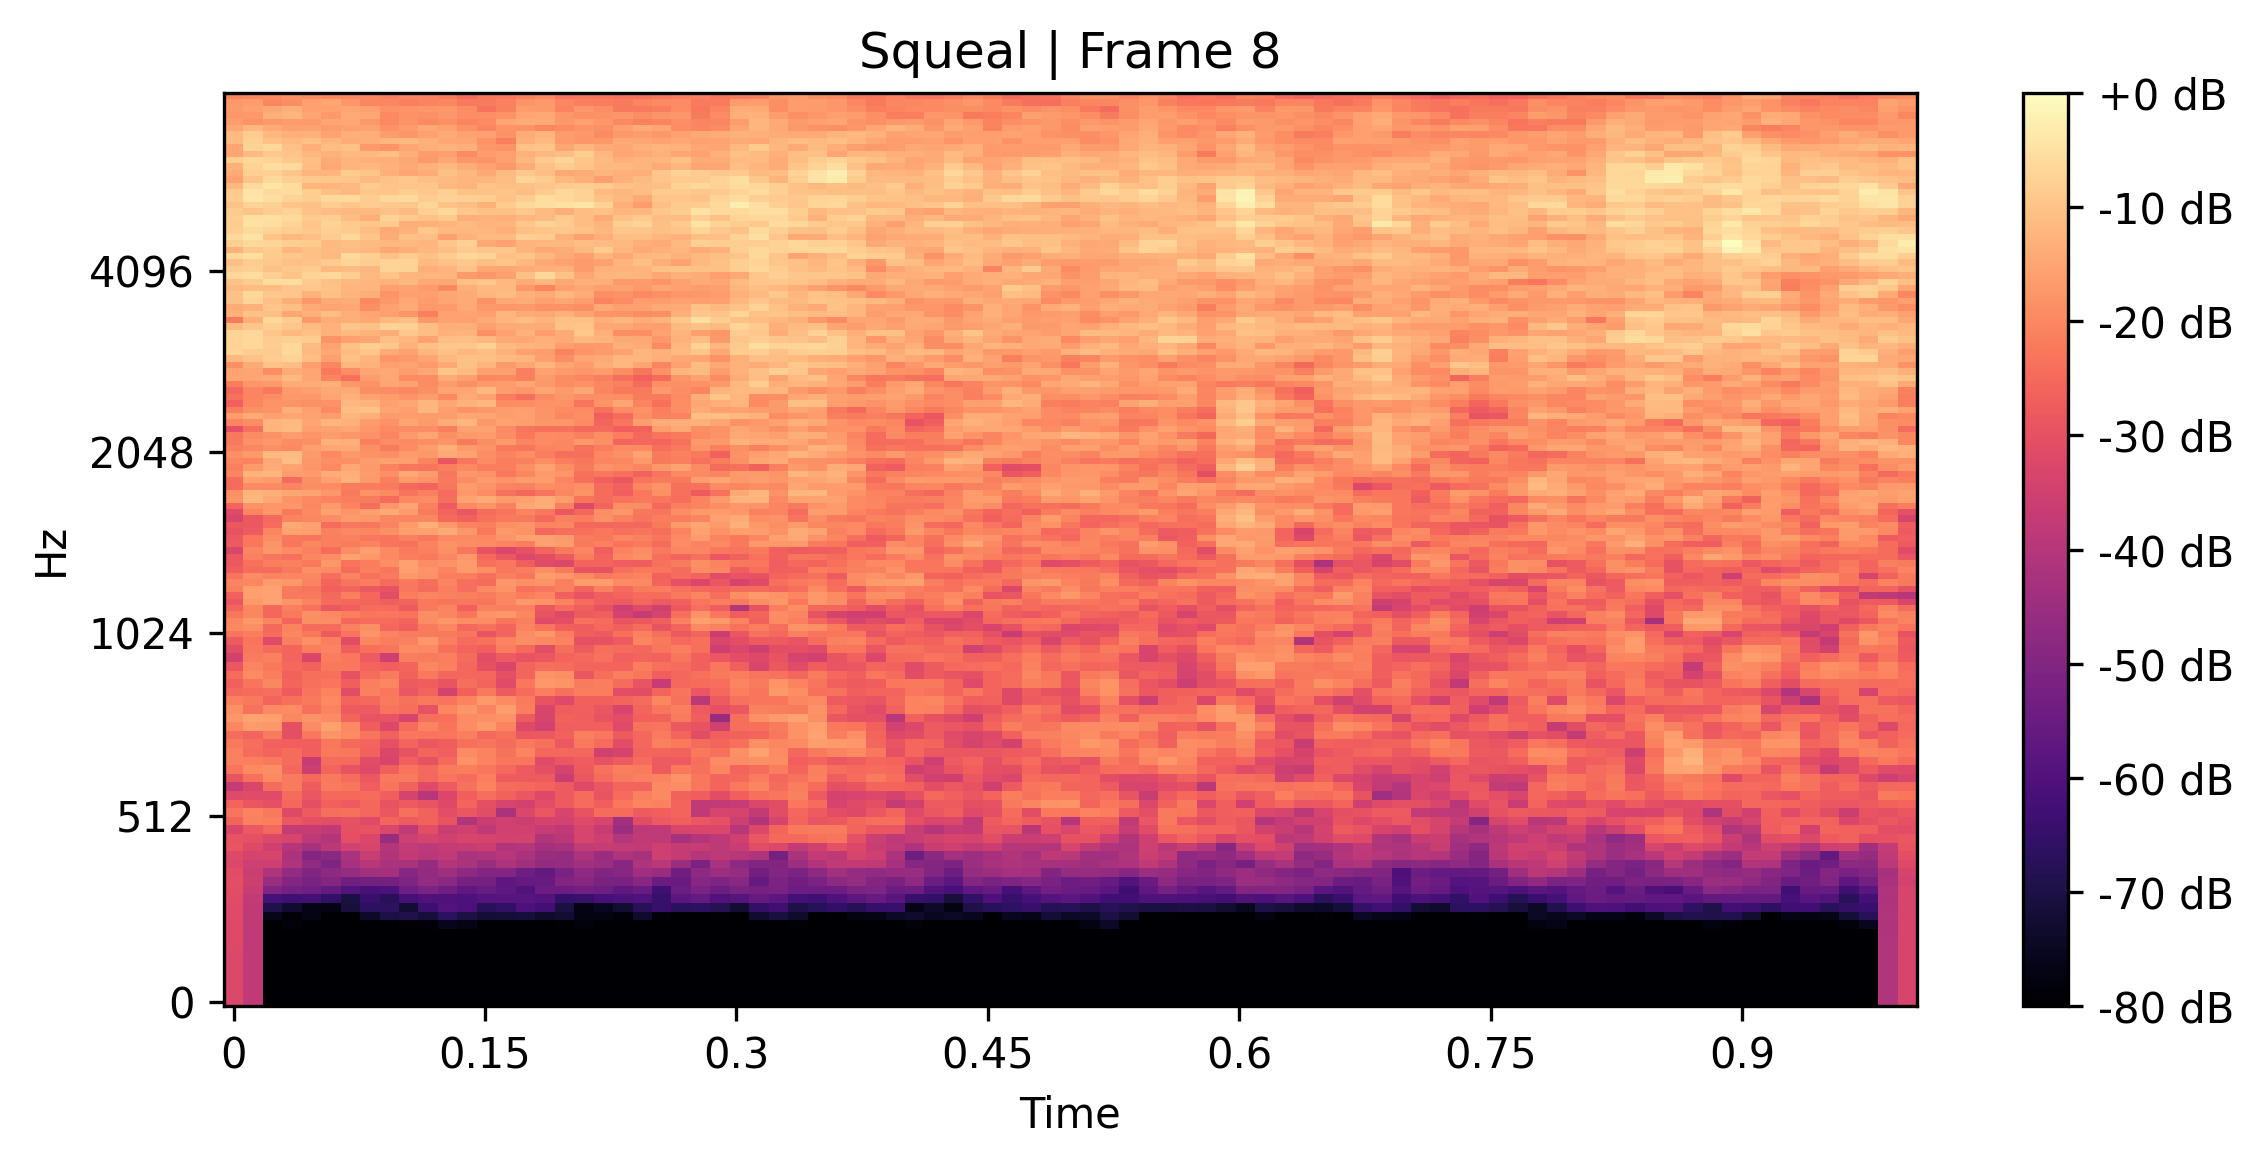 Squeal | Frame 8
+0 dB
-10 dB
-20 dB
-30 dB
-40 dB
-50 dB
-60 dB
-70 dB
-80 dB
Hz
4096
2048
1024
512
0
0 0.15 0.3 0.45 0.6 0.75 0.9
Time